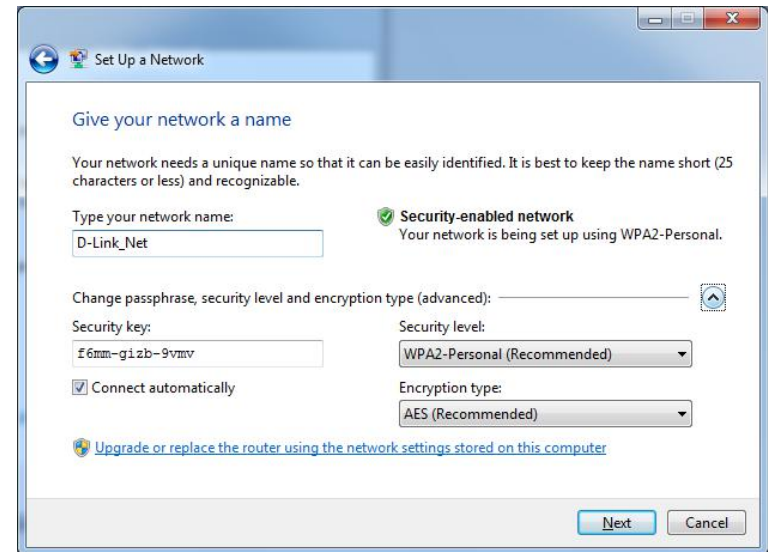 Set Up a Network
Give your network a name
Your network needs a unique name so that it can be easily identified. It is best to keep the name short (25
characters or less) and recognizable.
Type your network name:
D-Link_Net
Security-enabled network
Your network is being set up using WPA2-Personal.
Change passphrase, security level and encryption type (advanced):
Security key:
f6mm-gizb-9vmv
Security level:
WPA2-Personal (Recommended)
Connect automatically
Encryption type:
AES (Recommended)
Upgrade or replace the router using the network settings stored on this computer
Next
Cancel